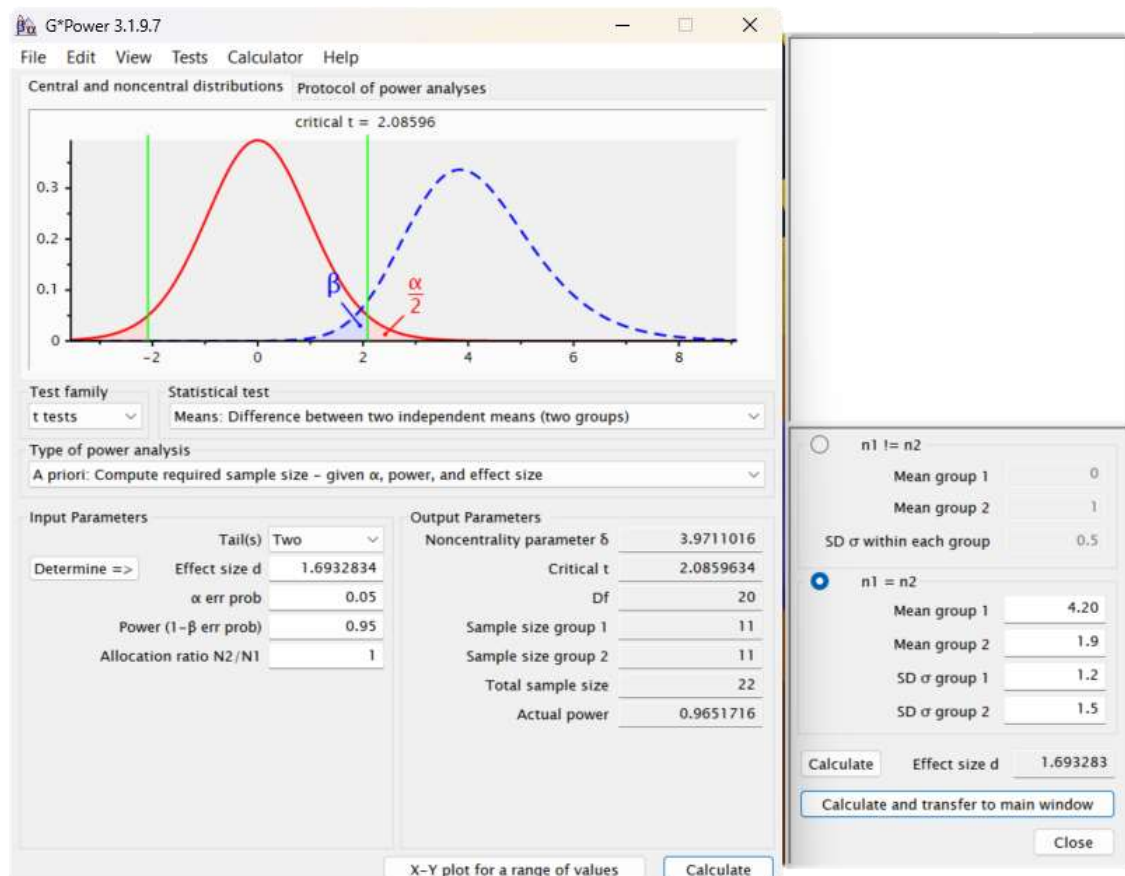 G*Power 3.1.9.7
File Edit View Tests Calculator Help
Central and noncentral distributions Protocol of power analyses
critical t = 2.08596
0.3
0.2
0.1
0
β
α
2
-2 0 2 4 6 8
Test family Statistical test
t tests Means: Difference between two independent means (two groups)
Type of power analysis
A priori: Compute required sample size - given α, power, and effect size
Input Parameters
Tail(s) Two
Determine => Effect size d 1.6932834
α err prob 0.05
Power (1-β err prob) 0.95
Allocation ratio N2/N1 1
Output Parameters
Noncentrality parameter δ 3.9711016
Critical t 2.0859634
Df 20
Sample size group 1 11
Sample size group 2 11
Total sample size 22
Actual power 0.9651716
X-Y plot for a range of values Calculate
n1 != n2
Mean group 1 0
Mean group 2 1
SD σ within each group 0.5
n1 = n2
Mean group 1 4.20
Mean group 2 1.9
SD σ group 1 1.2
SD σ group 2 1.5
Calculate Effect size d 1.693283
Calculate and transfer to main window
Close